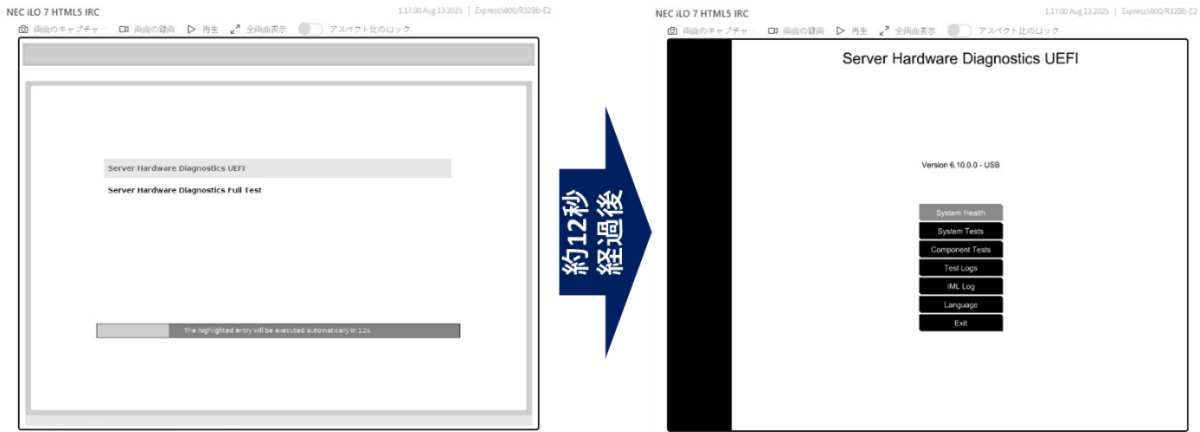 NEC iLO 7 HTML5 IRC
1.17.00 Aug 13 2025 | Express5800/R32Bb-E2
画面のキャプチャー 画面の録画 再生 全画面表示 アスペクト比のロック
Server Hardware Diagnostics UEFI
Server Hardware Diagnostics Full Test
The highlighted entry will be executed automatically in 12s.
約12秒
経過後
NEC iLO 7 HTML5 IRC
1.17.00 Aug 13 2025 | Express5800/R32Bb-E2
画面のキャプチャー 画面の録画 再生 全画面表示 アスペクト比のロック
Server Hardware Diagnostics UEFI
Version 6.10.0.0 - USB
System Health
System Tests
Component Tests
Test Logs
IML Log
Language
Exit